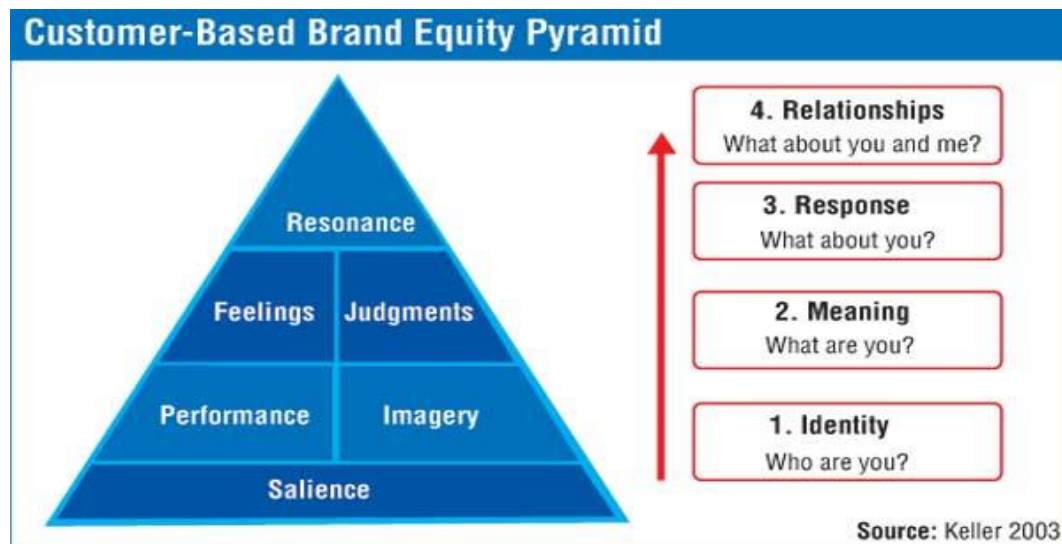 Customer-Based Brand Equity Pyramid
Resonance
Feelings
Judgments
Performance
Imagery
Salience
4. Relationships
What about you and me?
3. Response
What about you?
2. Meaning
What are you?
1. Identity
Who are you?
Source: Keller 2003